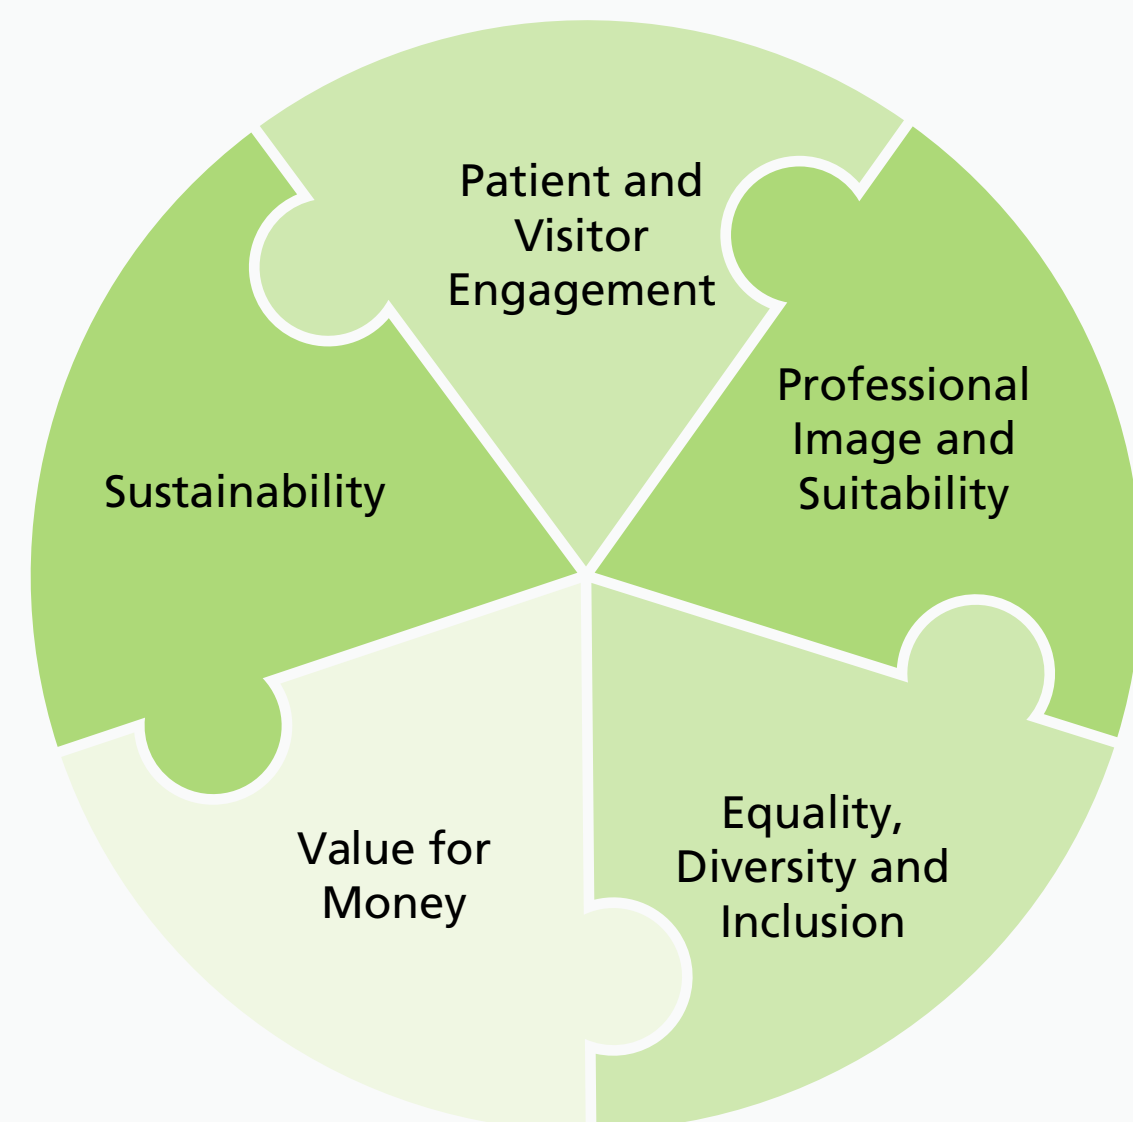 Patient and
Visitor
Engagement
Professional
Image and
Suitability
Sustainability
Equality,
Diversity and
Inclusion
Value for
Money